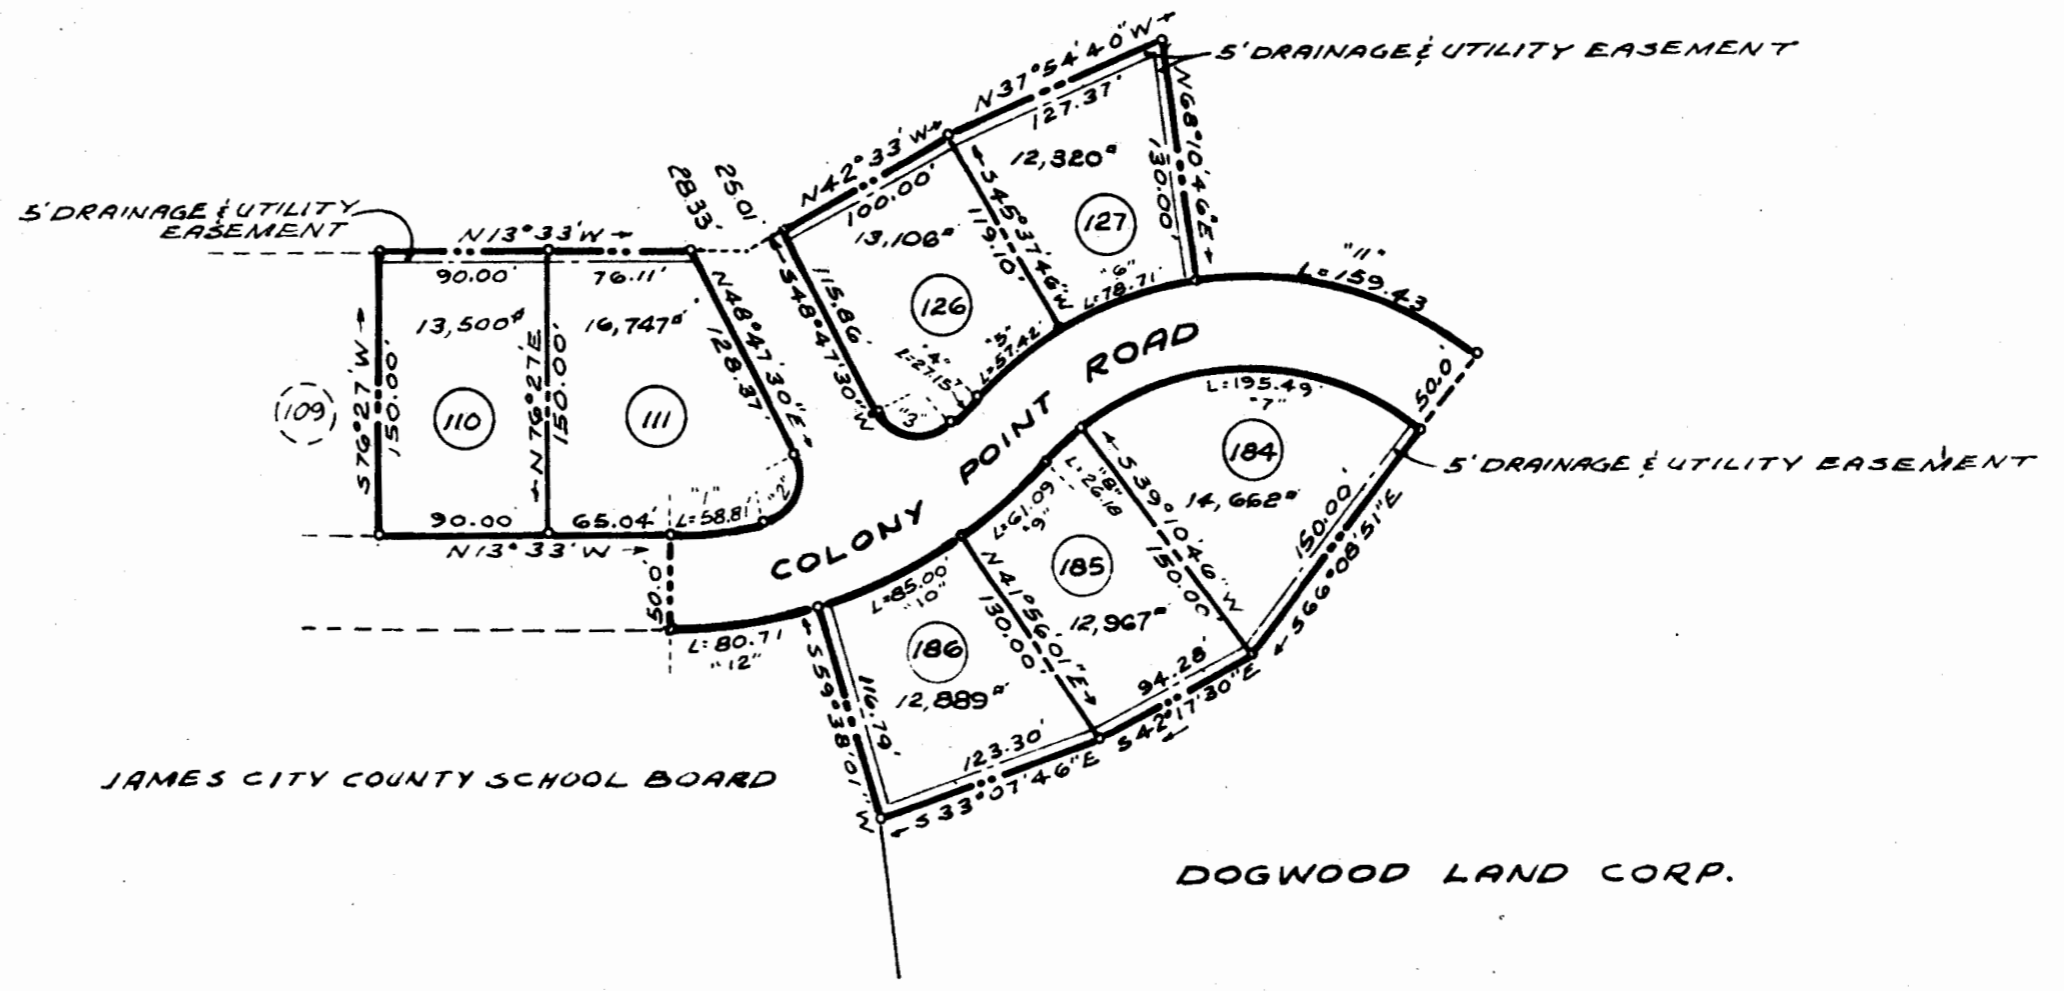 N37°54'40"W
5' DRAINAGE & UTILITY EASEMENT
127.37'
N68°10'46"E
130.00'
12,320
127
N42°33'W
100.00'
13,106
126
S45°37'46"W
119.10'
"6"
L=78.71'
28.33'
25.01'
5' DRAINAGE & UTILITY
EASEMENT
N13°33'W
90.00'
76.11'
13,500
16,747
S76°27'W
150.00'
109
110
N76°27'E
150.00'
111
N48°47'30"E
128.37'
115.86'
S48°47'30"W
"4"
L=27.15'
"5"
L=57.42'
"3"
"11"
L=159.43
50.0'
L=195.49'
"7"
184
14,662
5' DRAINAGE & UTILITY EASEMENT
150.00'
S66°08'51"E
S39°10'46"W
150.00'
"8"
L=26.18
L=61.09
"9"
90.00'
65.04'
N13°33'W
"1"
L=58.81'
"2"
COLONY POINT ROAD
50.0'
L=80.71
"12"
L=85.00'
"10"
185
12,967
N41°56'01"E
130.00'
94.28'
S42°17'30"E
186
12,889
S59°38'01"W
116.79'
123.30'
S33°07'46"E
JAMES CITY COUNTY SCHOOL BOARD
DOGWOOD LAND CORP.